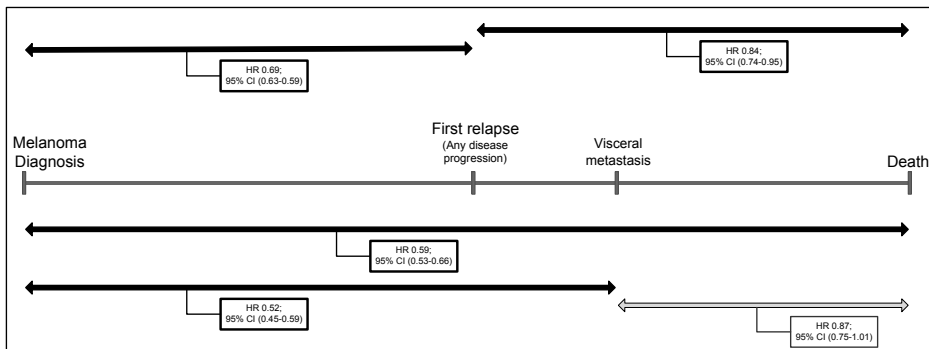 HR 0.69;
95% CI (0.63-0.59)
HR 0.84;
95% CI (0.74-0.95)
Melanoma
Diagnosis
First relapse
(Any disease
progression)
Visceral
metastasis
Death
HR 0.59;
95% CI (0.53-0.66)
HR 0.52;
95% CI (0.45-0.59)
HR 0.87;
95% CI (0.75-1.01)